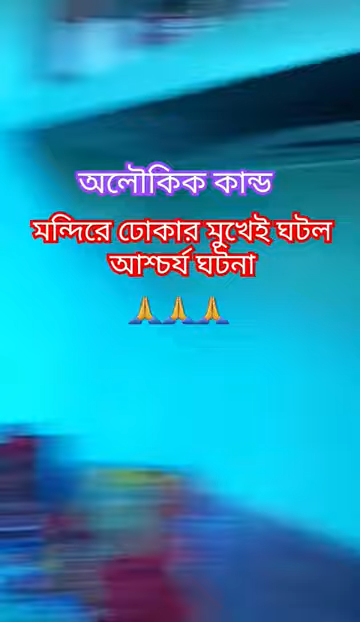 অলৌকিক কান্ড
মন্দিরে ঢোকার মুখেই ঘটল
আশ্চর্য ঘটনা
🙏🙏🙏